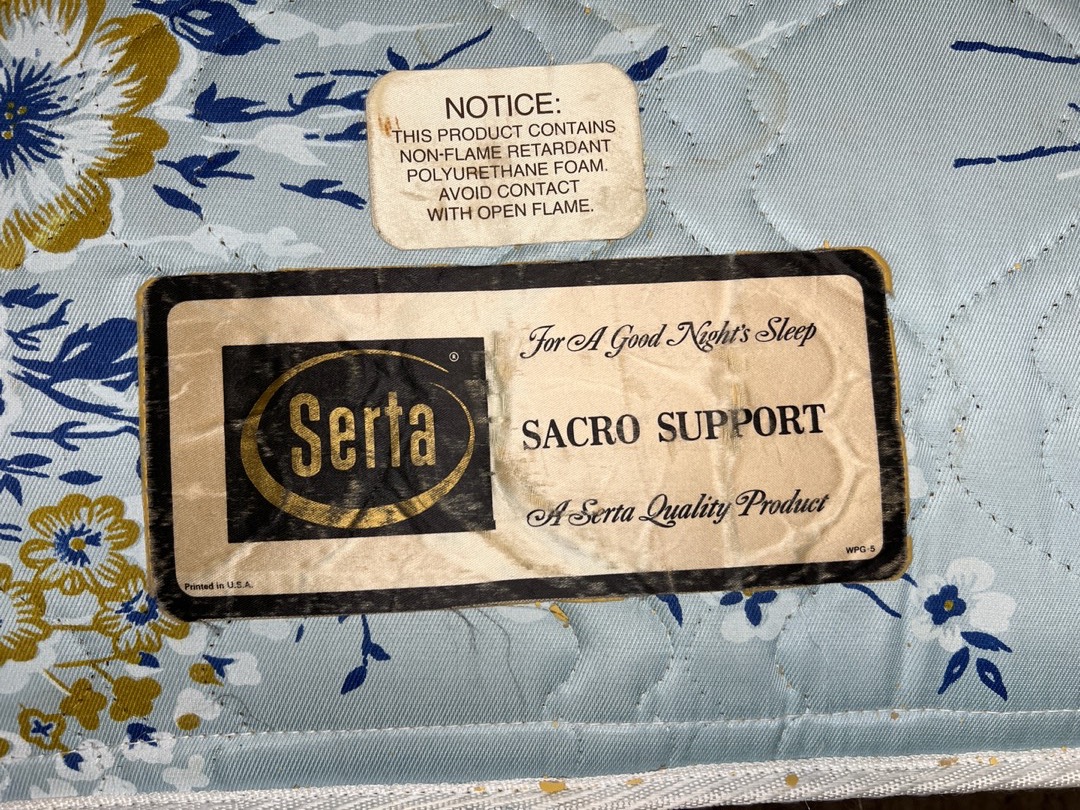 NOTICE:
THIS PRODUCT CONTAINS
NON-FLAME RETARDANT
POLYURETHANE FOAM.
AVOID CONTACT
WITH OPEN FLAME.
Serta®
For A Good Night's Sleep
SACRO SUPPORT
A Serta Quality Product
WPG-5
Printed in U.S.A.